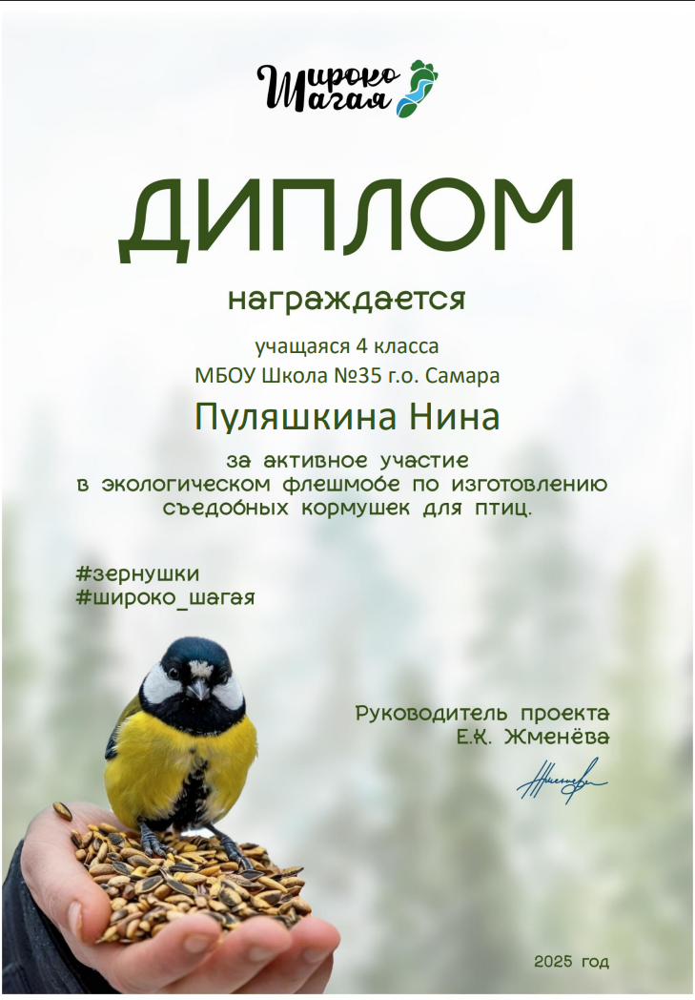 Широко
Шагая
ДИПЛОМ
награждается
учащаяся 4 класса
МБОУ Школа №35 г.о. Самара
Пуляшкина Нина
за активное участие
в экологическом флешмобе по изготовлению
съедобных кормушек для птиц.
#зернушки
#широко_шагая
Руководитель проекта
Е.К. Жменёва
2025 год